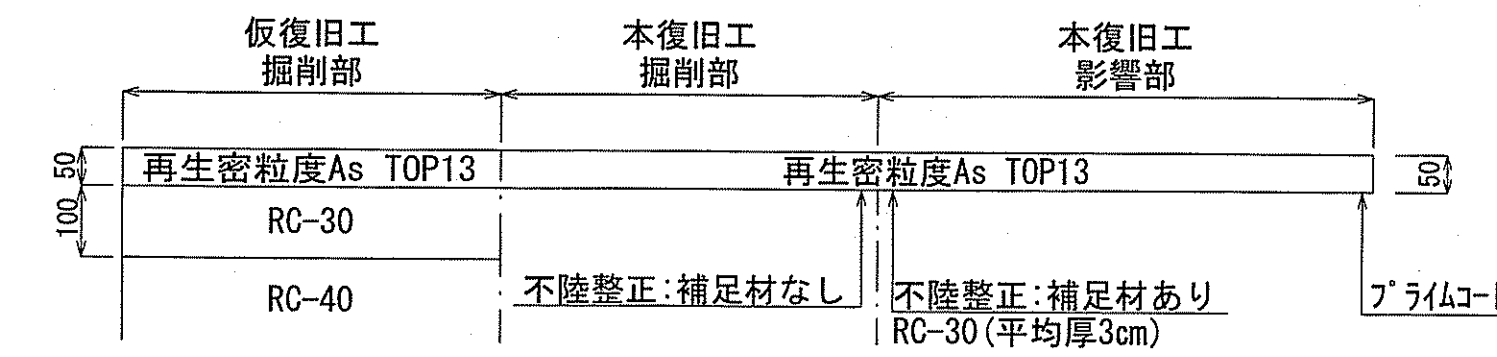 仮復旧工
掘削部
本復旧工
掘削部
本復旧工
影響部
50
再生密粒度As TOP13
再生密粒度As TOP13
50
100
RC-30
RC-40
不陸整正:補足材なし
不陸整正:補足材あり
RC-30(平均厚3cm)
プライムコート